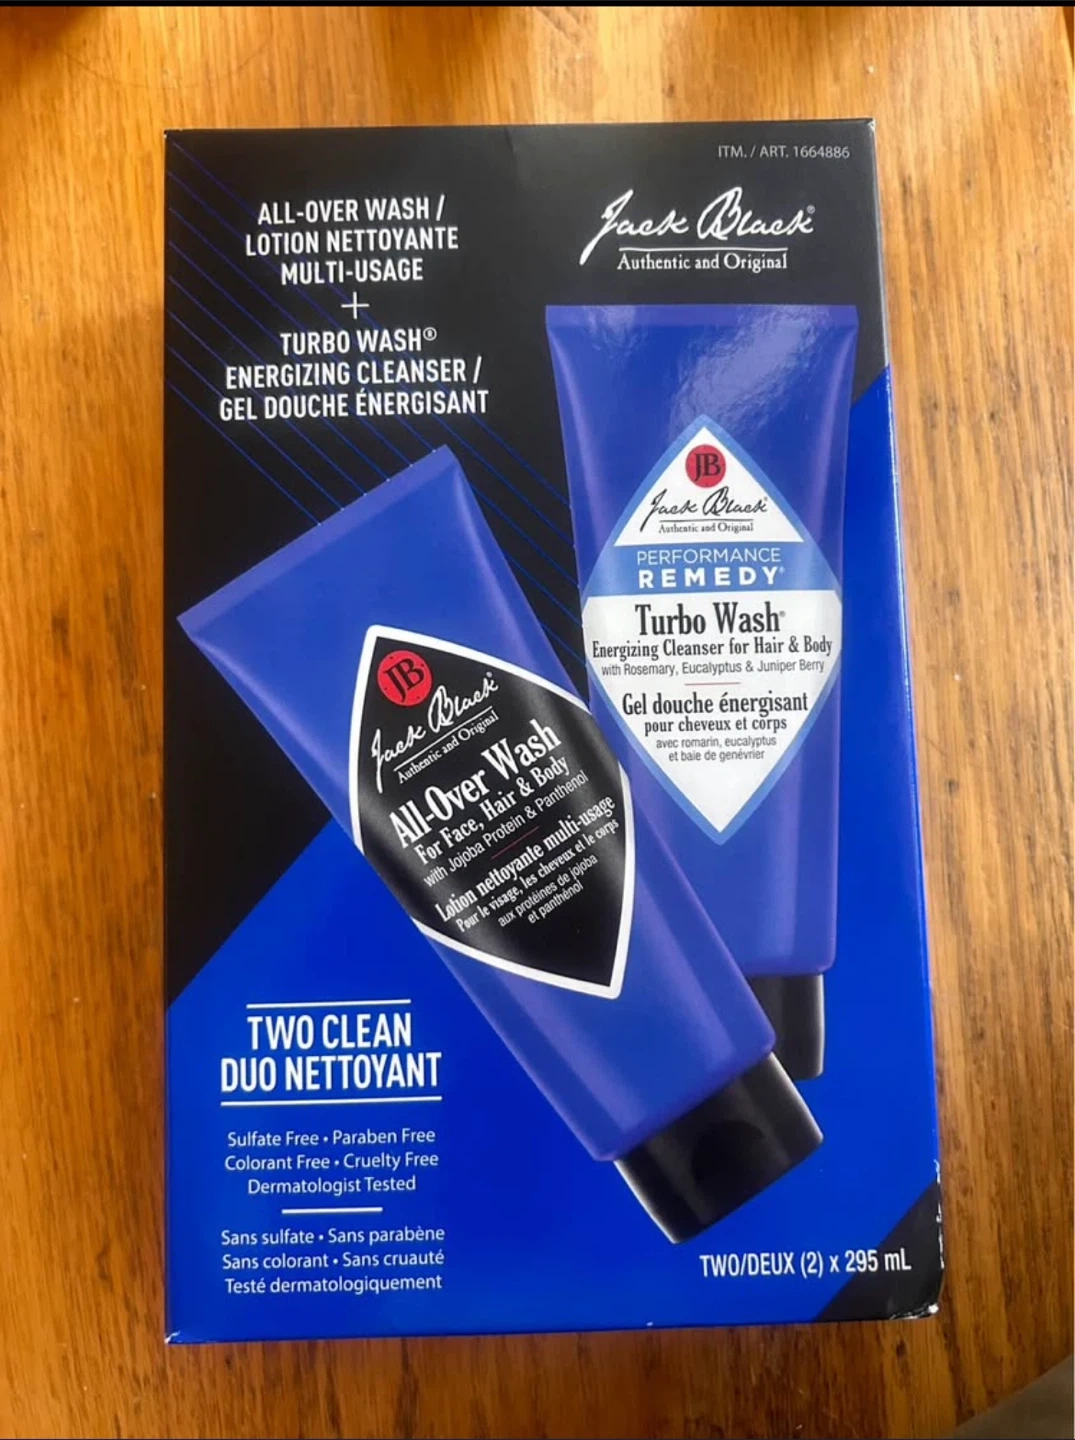 ITM. / ART. 1664886
ALL-OVER WASH /
LOTION NETTOYANTE
MULTI-USAGE
+
TURBO WASH®
ENERGIZING CLEANSER /
GEL DOUCHE ÉNERGISANT
Jack Black®
Authentic and Original
JB
Jack Black®
Authentic and Original
PERFORMANCE
REMEDY®
Turbo Wash®
Energizing Cleanser for Hair & Body
with Rosemary, Eucalyptus & Juniper Berry
Gel douche énergisant
pour cheveux et corps
avec romarin, eucalyptus
et baie de genévrier
JB
Jack Black®
Authentic and Original
All-Over Wash
For Face, Hair & Body
with Jojoba Protein & Panthenol
Lotion nettoyante multi-usage
Pour le visage, les cheveux et le corps
aux protéines de jojoba
et panthénol
TWO CLEAN
DUO NETTOYANT
Sulfate Free • Paraben Free
Colorant Free • Cruelty Free
Dermatologist Tested
Sans sulfate • Sans parabène
Sans colorant • Sans cruauté
Testé dermatologiquement
TWO/DEUX (2) x 295 mL